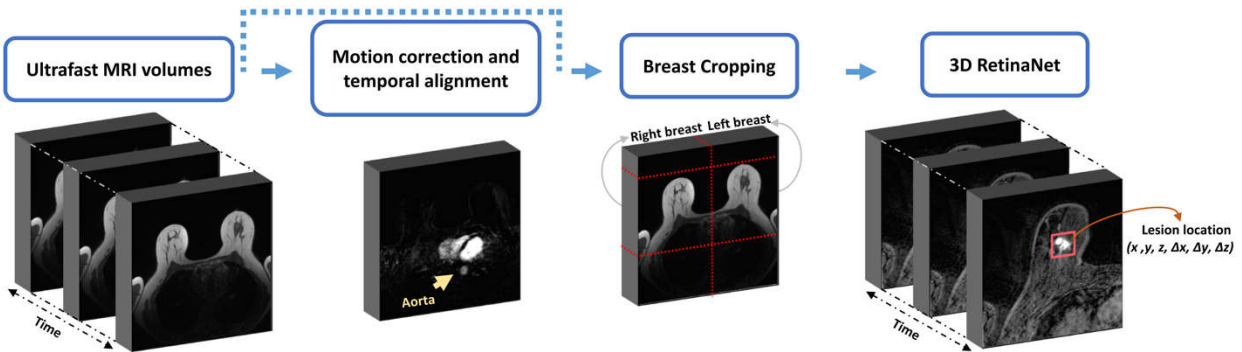 Ultrafast MRI volumes
Motion correction and
temporal alignment
Breast Cropping
3D RetinaNet
Right breast
Left breast
Aorta
Lesion location
(x ,y, z, Δx, Δy, Δz)
Time
Time